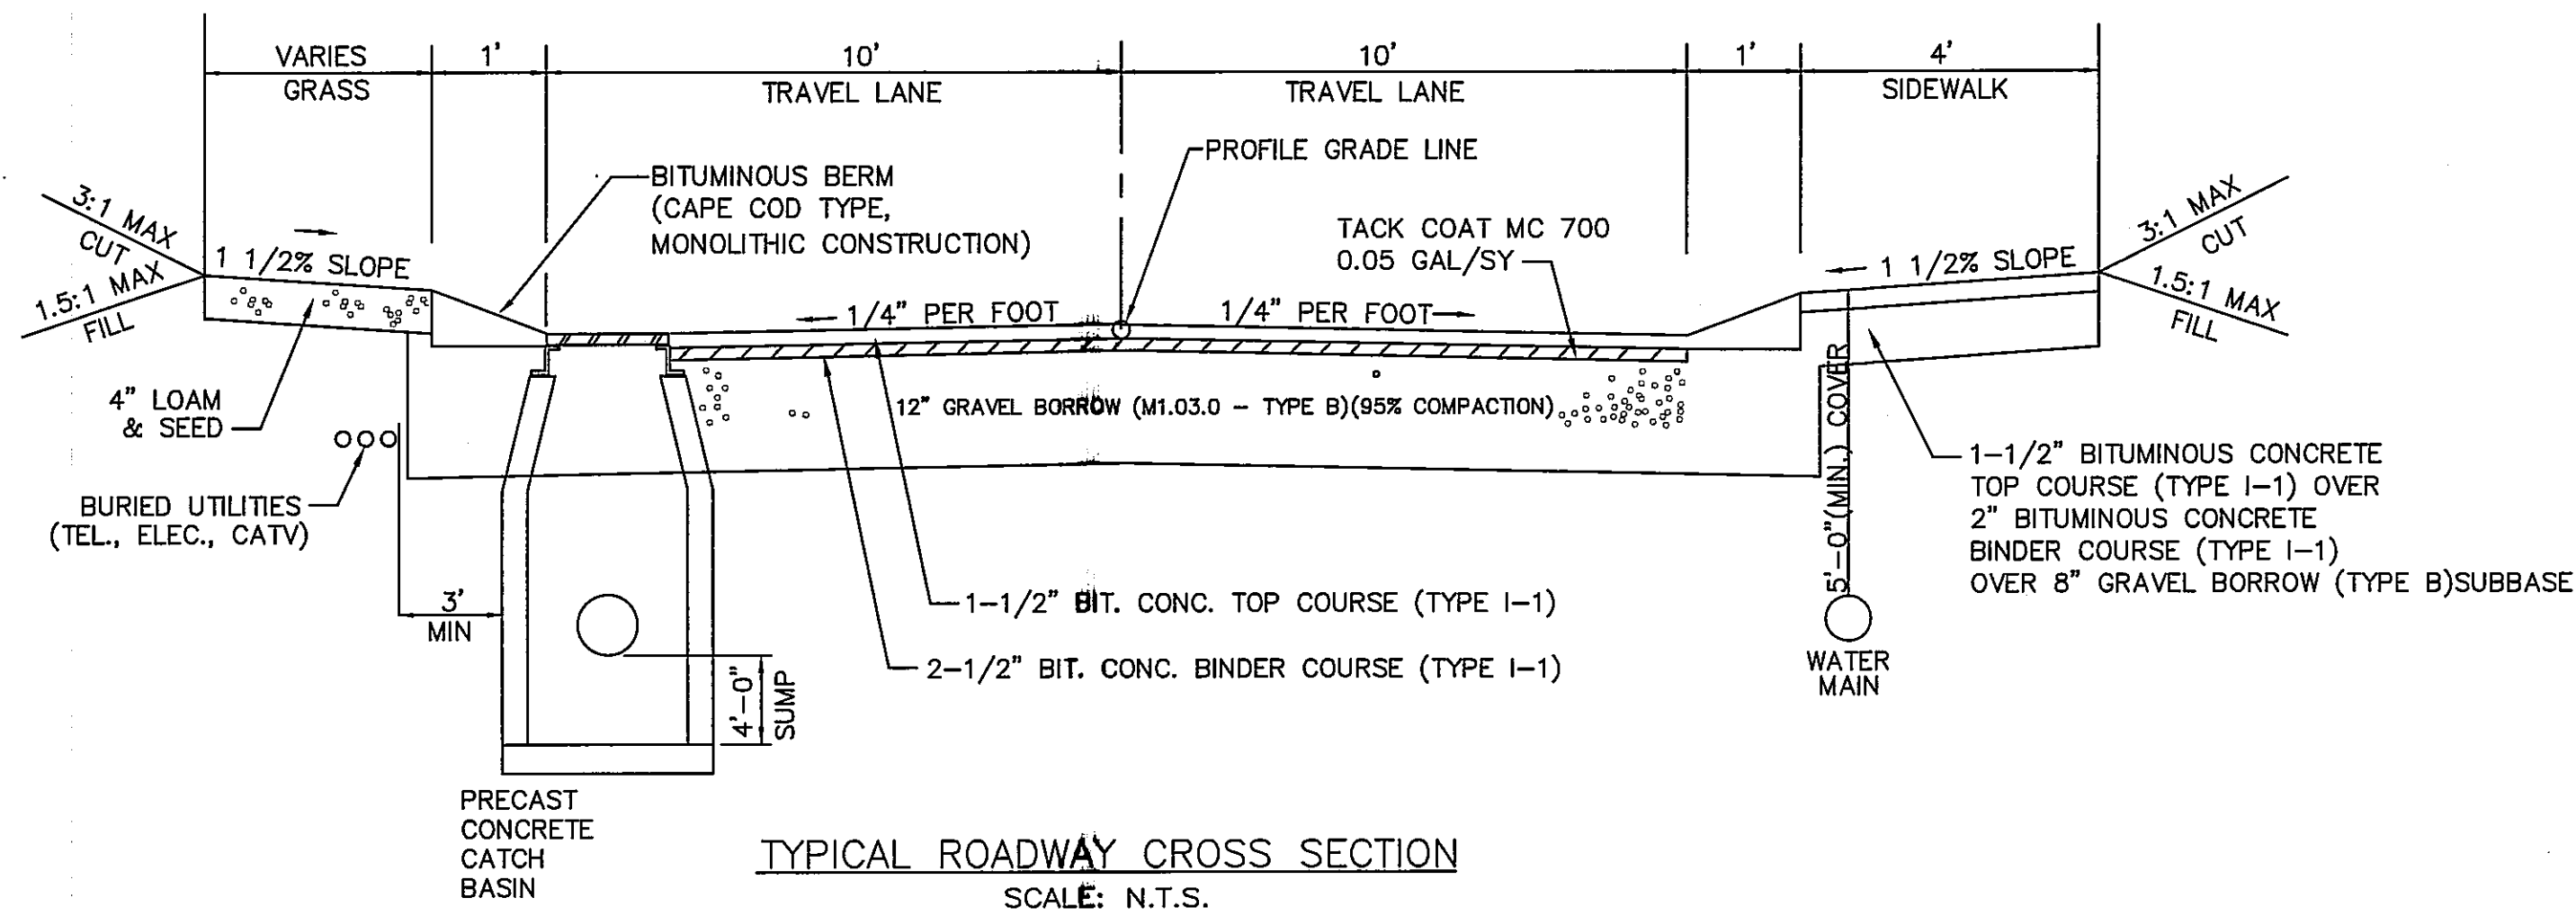 VARIES
GRASS
1'
10'
TRAVEL LANE
10'
TRAVEL LANE
1'
4'
SIDEWALK
PROFILE GRADE LINE
BITUMINOUS BERM
(CAPE COD TYPE,
MONOLITHIC CONSTRUCTION)
TACK COAT MC 700
0.05 GAL/SY
3:1 MAX
CUT
1.5:1 MAX
FILL
1 1/2% SLOPE
1/4" PER FOOT
1/4" PER FOOT
1 1/2% SLOPE
3:1 MAX
CUT
1.5:1 MAX
FILL
4" LOAM
& SEED
12" GRAVEL BORROW (M1.03.0 – TYPE B)(95% COMPACTION)
BURIED UTILITIES
(TEL., ELEC., CATV)
3'
MIN
5'-0"(MIN.) COVER
1-1/2" BITUMINOUS CONCRETE
TOP COURSE (TYPE I-1) OVER
2" BITUMINOUS CONCRETE
BINDER COURSE (TYPE I-1)
OVER 8" GRAVEL BORROW (TYPE B)SUBBASE
1-1/2" BIT. CONC. TOP COURSE (TYPE I-1)
2-1/2" BIT. CONC. BINDER COURSE (TYPE I-1)
4'-0"
SUMP
WATER
MAIN
PRECAST
CONCRETE
CATCH
BASIN
TYPICAL ROADWAY CROSS SECTION
SCALE: N.T.S.